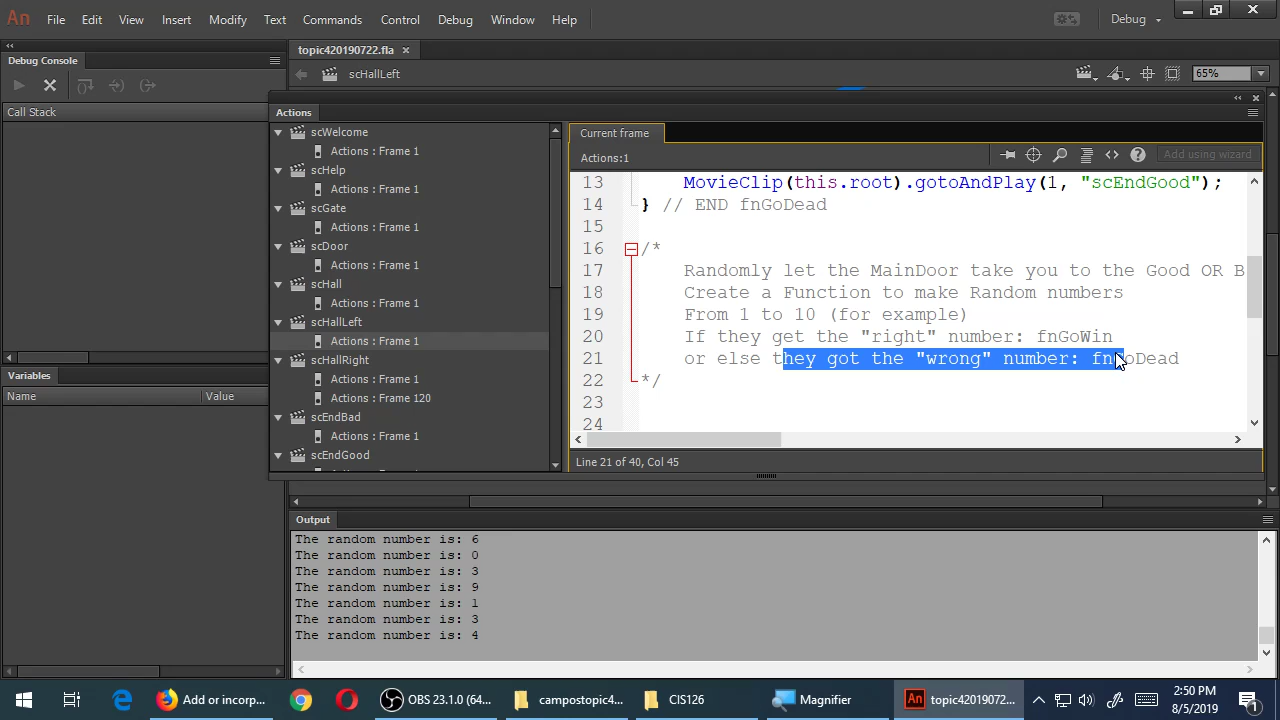 An File Edit View Insert Modify Text Commands Control Debug Window Help Debug
Debug Console
topic420190722.fla ×
scHallLeft 65%
Call Stack
Variables
Name Value
Actions
scWelcome
Actions : Frame 1
scHelp
Actions : Frame 1
scGate
Actions : Frame 1
scDoor
Actions : Frame 1
scHall
Actions : Frame 1
scHallLeft
Actions : Frame 1
scHallRight
Actions : Frame 1
Actions : Frame 120
scEndBad
Actions : Frame 1
scEndGood
Current frame
Actions:1 Add using wizard
13 MovieClip(this.root).gotoAndPlay(1, "scEndGood");
14 } // END fnGoDead
15
16 /*
17 Randomly let the MainDoor take you to the Good OR B
18 Create a Function to make Random numbers
19 From 1 to 10 (for example)
20 If they get the "right" number: fnGoWin
21 or else they got the "wrong" number: fnGoDead
22 */
23
24
Line 21 of 40, Col 45
Output
The random number is: 6
The random number is: 0
The random number is: 3
The random number is: 9
The random number is: 1
The random number is: 3
The random number is: 4
Add or incorp... OBS 23.1.0 (64... campostopic4... CIS126 Magnifier An topic42019072... 2:50 PM
8/5/2019 1